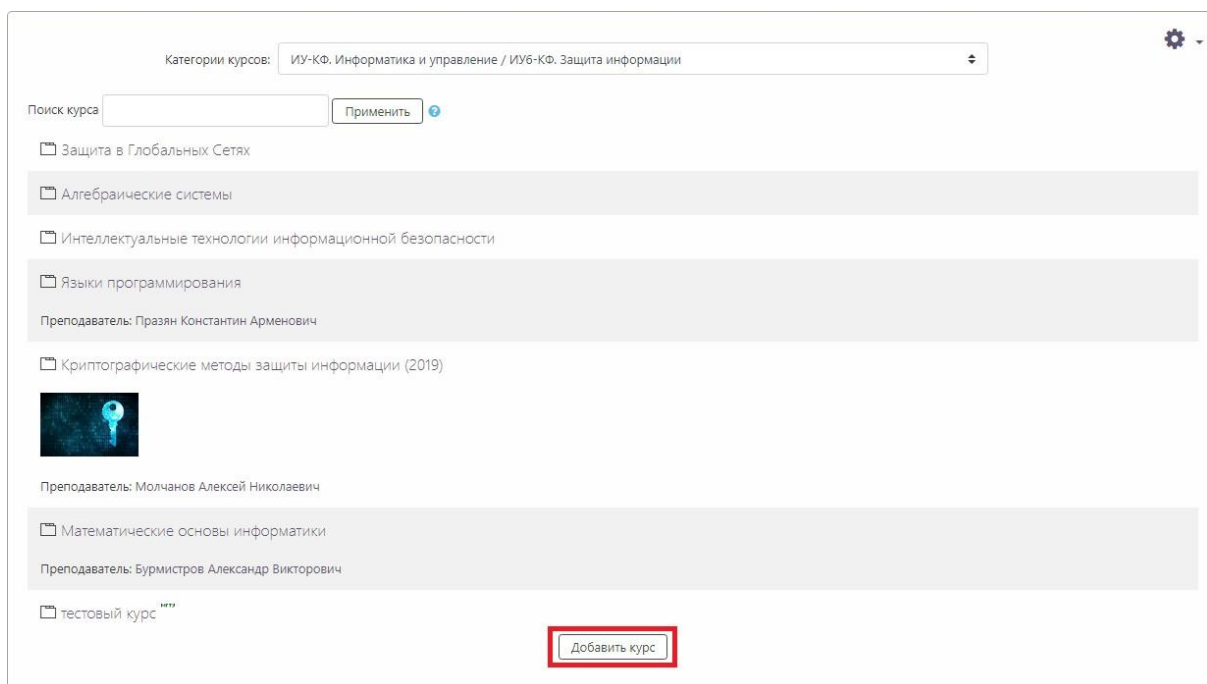 Категории курсов: ИУ-КФ. Информатика и управление / ИУ6-КФ. Защита информации
Поиск курса Применить
Защита в Глобальных Сетях
Алгебраические системы
Интеллектуальные технологии информационной безопасности
Языки программирования
Преподаватель: Празян Константин Арменович
Криптографические методы защиты информации (2019)
Преподаватель: Молчанов Алексей Николаевич
Математические основы информатики
Преподаватель: Бурмистров Александр Викторович
тестовый курс
Добавить курс